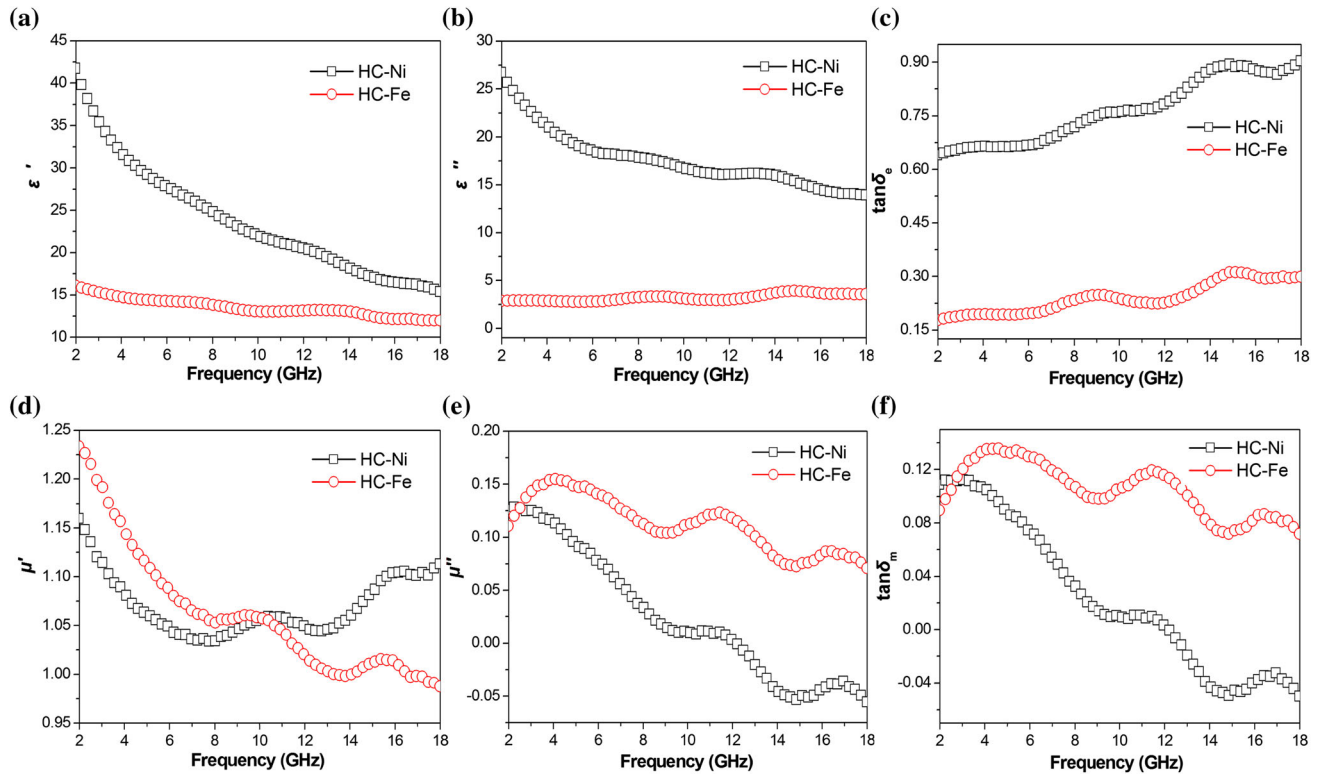 (a)
ε '
45
40
35
30
25
20
15
10
2 4 6 8 10 12 14 16 18
Frequency (GHz)
HC-Ni
HC-Fe
(b)
ε ''
30
25
20
15
10
5
0
2 4 6 8 10 12 14 16 18
Frequency (GHz)
HC-Ni
HC-Fe
(c)
tanδe
0.90
0.75
0.60
0.45
0.30
0.15
2 4 6 8 10 12 14 16 18
Frequency (GHz)
HC-Ni
HC-Fe
(d)
μ'
1.25
1.20
1.15
1.10
1.05
1.00
0.95
2 4 6 8 10 12 14 16 18
Frequency (GHz)
HC-Ni
HC-Fe
(e)
μ''
0.20
0.15
0.10
0.05
0.00
-0.05
2 4 6 8 10 12 14 16 18
Frequency (GHz)
HC-Ni
HC-Fe
(f)
tanδm
0.12
0.08
0.04
0.00
-0.04
2 4 6 8 10 12 14 16 18
Frequency (GHz)
HC-Ni
HC-Fe